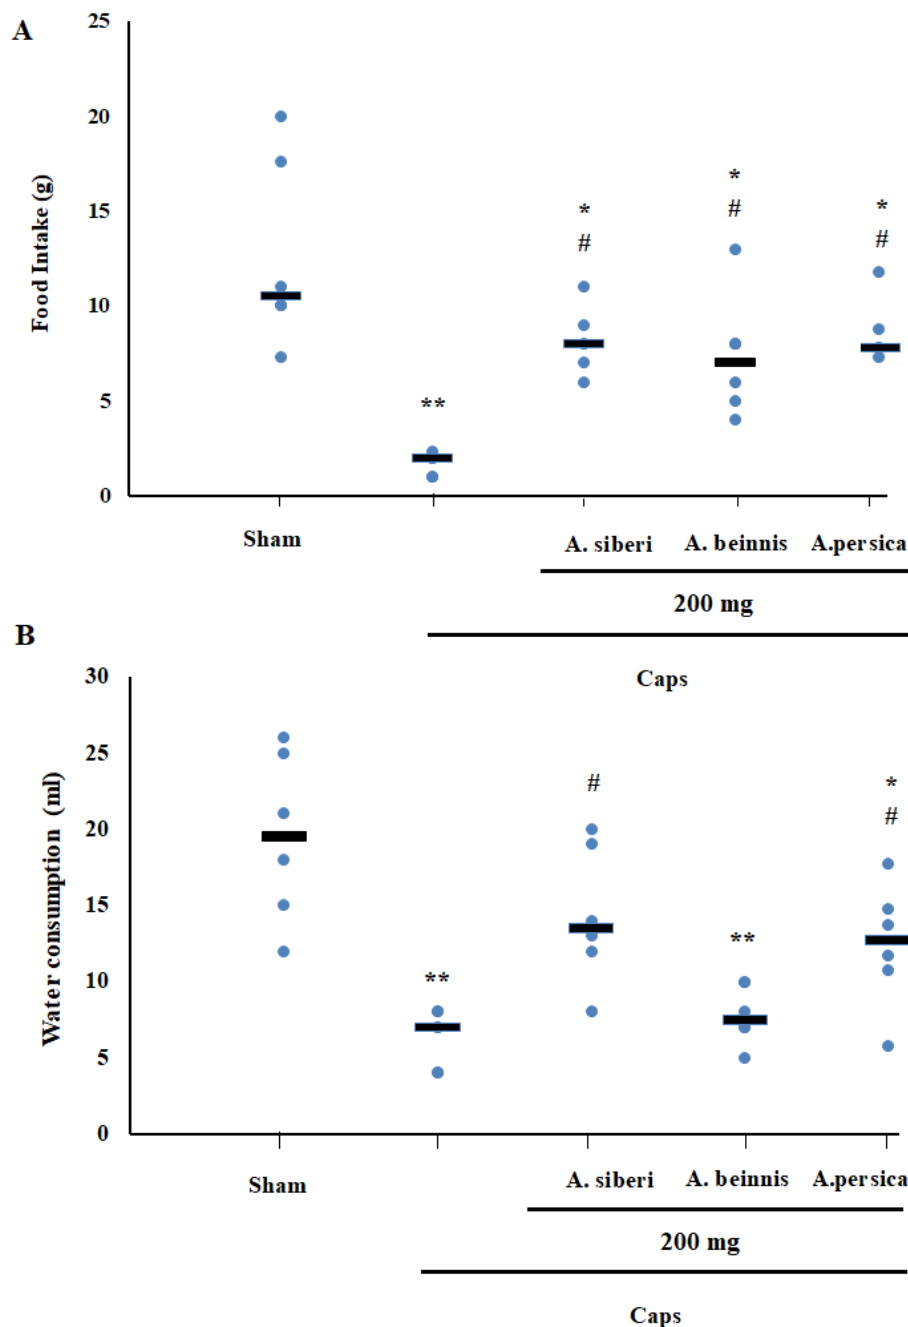 A
25
20
15
10
5
0
Food Intake (g)
*
#
*
#
*
#
**
Sham
A. siberi
A. beinnis
A.persica
200 mg
Caps
B
30
25
20
15
10
5
0
Water consumption (ml)
#
*
#
**
**
Sham
A. siberi
A. beinnis
A.persica
200 mg
Caps